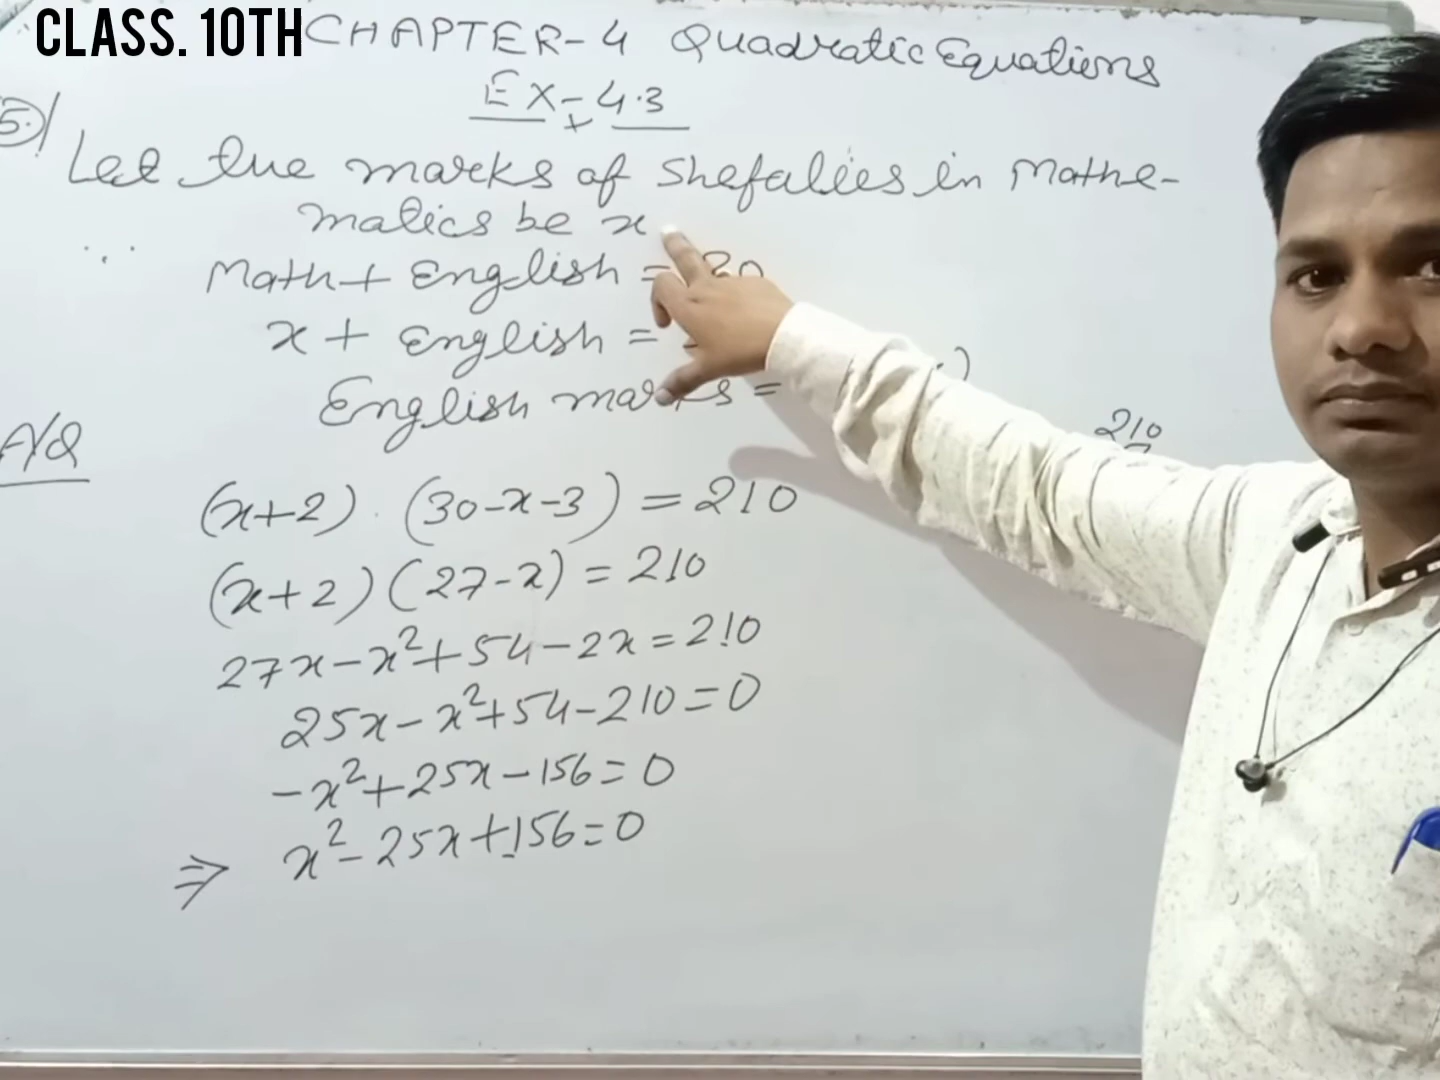 CLASS. 10TH CHAPTER-4 Quadratic Equations
EX-4.3
5.
Let the marks of Shefalies in Mathe-
matics be x
∵ Math + English = 30
x + English =
English marks =
210
A/Q
(x+2) . (30-x-3) = 210
(x+2) (27-x) = 210
27x-x²+54-2x=210
25x-x²+54-210=0
-x²+25x-156=0
⇒ x²-25x+156=0